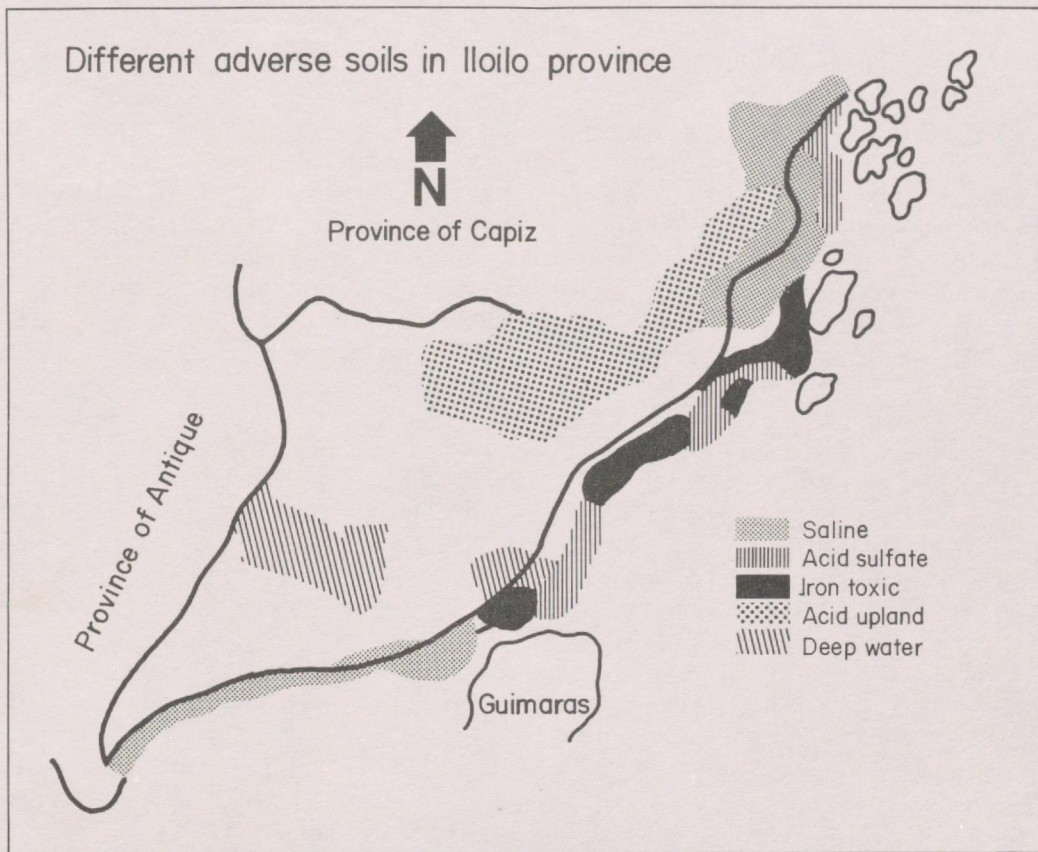 Different adverse soils in Iloilo province
N
Province of Capiz
Province of Antique
Saline
Acid sulfate
Iron toxic
Acid upland
Deep water
Guimaras